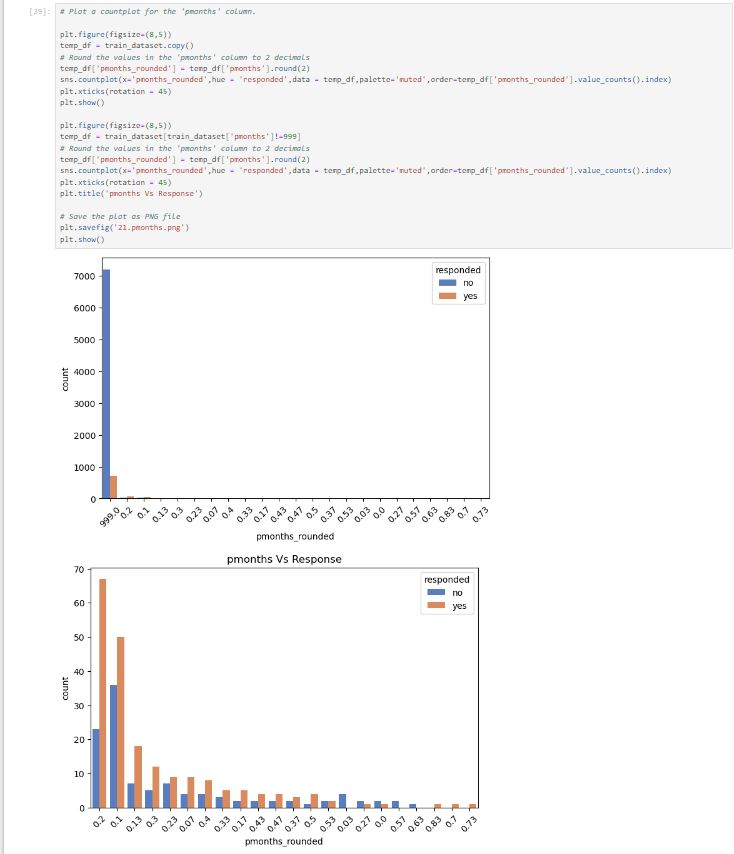 [39]: # Plot a countplot for the 'pmonths' column.
plt.figure(figsize=(8,5))
temp_df = train_dataset.copy()
# Round the values in the 'pmonths' column to 2 decimals
temp_df['pmonths_rounded'] = temp_df['pmonths'].round(2)
sns.countplot(x='pmonths_rounded',hue = 'responded',data = temp_df,palette='muted',order=temp_df['pmonths_rounded'].value_counts().index)
plt.xticks(rotation = 45)
plt.show()
plt.figure(figsize=(8,5))
temp_df = train_dataset[train_dataset['pmonths']!=999]
# Round the values in the 'pmonths' column to 2 decimals
temp_df['pmonths_rounded'] = temp_df['pmonths'].round(2)
sns.countplot(x='pmonths_rounded',hue = 'responded',data = temp_df,palette='muted',order=temp_df['pmonths_rounded'].value_counts().index)
plt.xticks(rotation = 45)
plt.title('pmonths Vs Response')
# Save the plot as PNG file
plt.savefig('21.pmonths.png')
plt.show()
responded
no
yes
7000
6000
5000
4000
3000
2000
1000
0
count
999.0 0.2 0.1 0.13 0.3 0.23 0.07 0.4 0.33 0.17 0.43 0.47 0.5 0.37 0.53 0.03 0.0 0.27 0.57 0.63 0.83 0.7 0.73
pmonths_rounded
pmonths Vs Response
responded
no
yes
70
60
50
40
30
20
10
0
count
0.2 0.1 0.13 0.3 0.23 0.07 0.4 0.33 0.17 0.43 0.47 0.37 0.5 0.53 0.03 0.27 0.0 0.57 0.63 0.83 0.7 0.73
pmonths_rounded